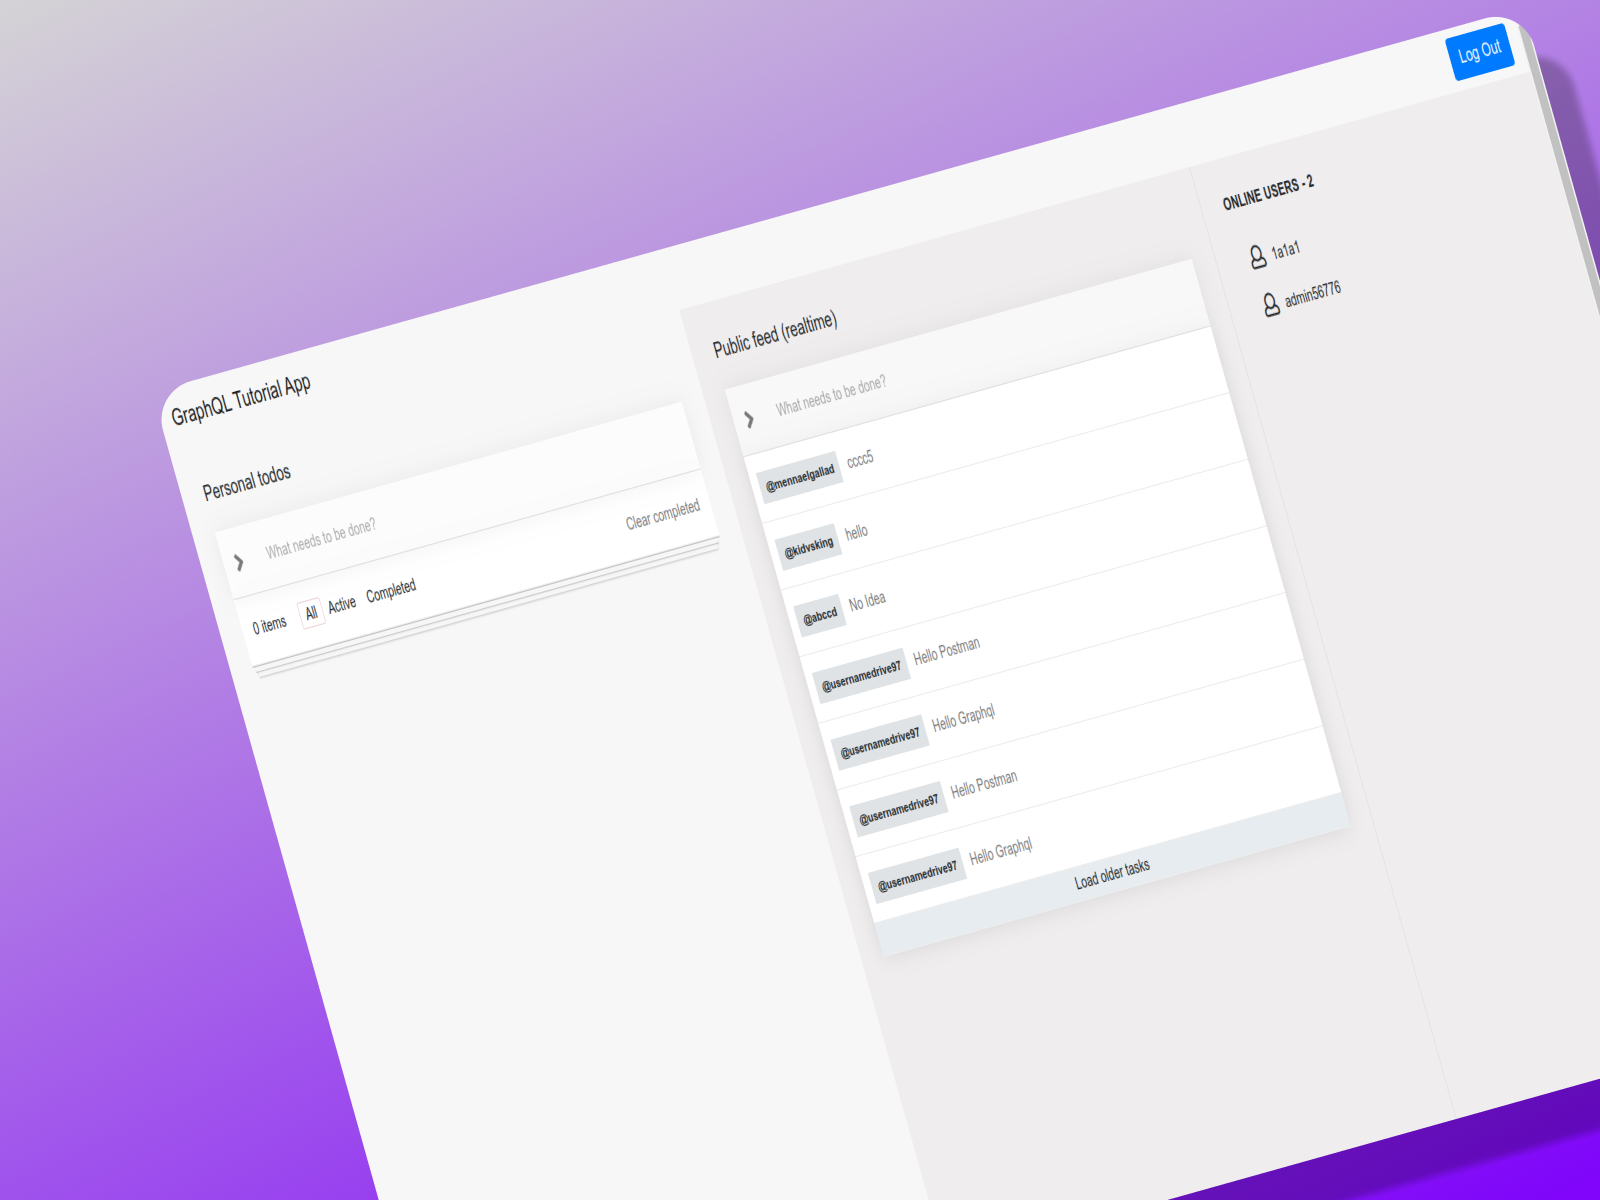 GraphQL Tutorial App
Log Out
Personal todos
What needs to be done?
0 items All Active Completed Clear completed
Public feed (realtime)
What needs to be done?
@mennaelgallad cccc5
@kidvsking hello
@abccd No Idea
@usernamedrive97 Hello Postman
@usernamedrive97 Hello Graphql
@usernamedrive97 Hello Postman
@usernamedrive97 Hello Graphql
Load older tasks
ONLINE USERS - 2
1a1a1
admin56776